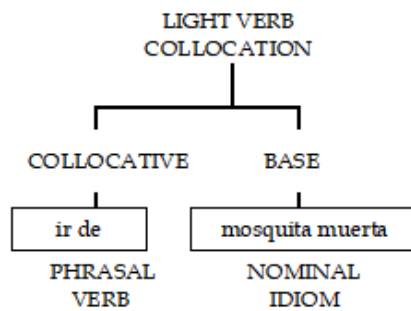 LIGHT VERB
COLLOCATION
COLLOCATIVE BASE
ir de mosquita muerta
PHRASAL NOMINAL
VERB IDIOM